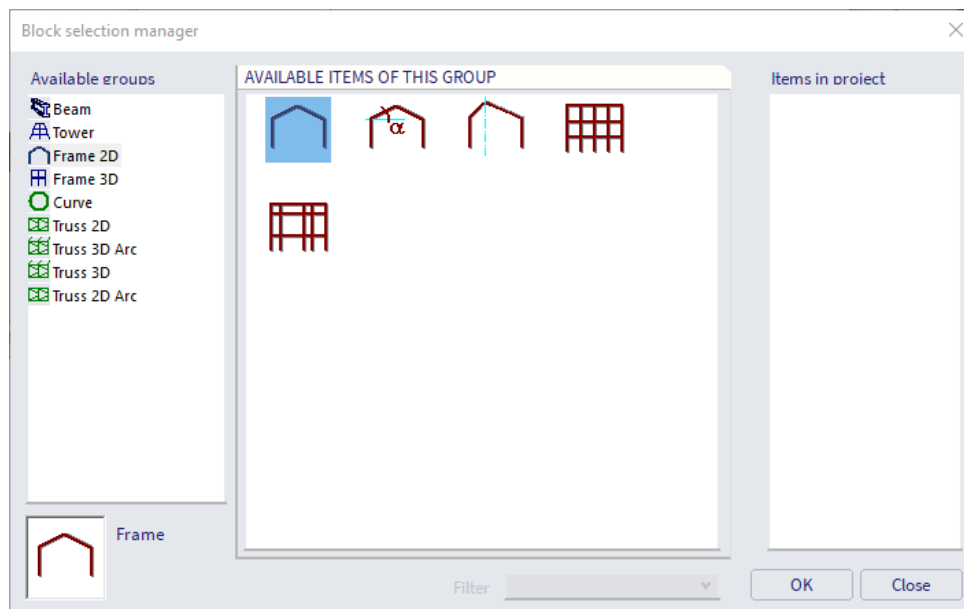 Block selection manager
Available groups
AVAILABLE ITEMS OF THIS GROUP
Items in project
Beam
Tower
Frame 2D
Frame 3D
Curve
Truss 2D
Truss 3D Arc
Truss 3D
Truss 2D Arc
α
Frame
Filter
OK
Close